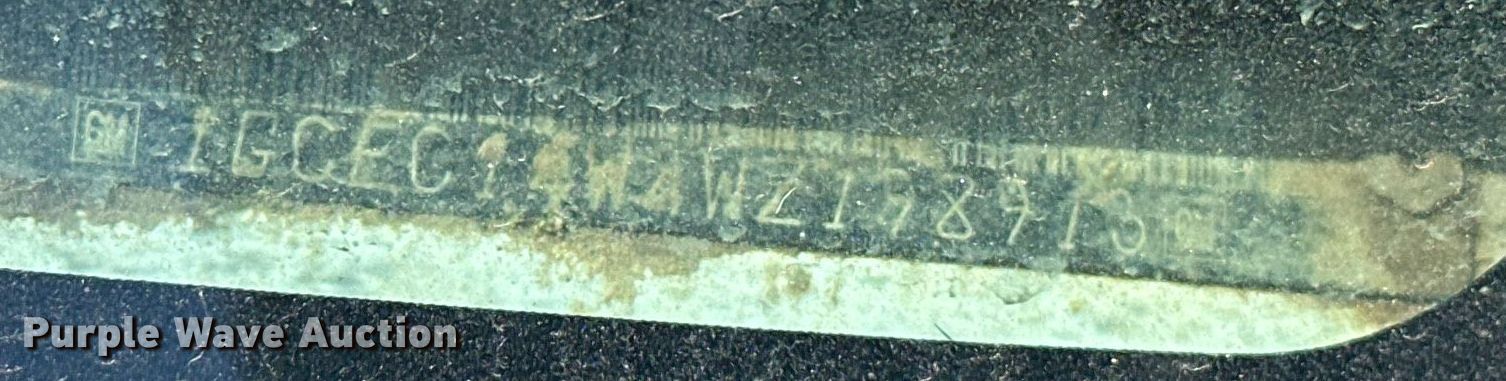 GM 1GCEC14W4WZ198913
Purple Wave Auction